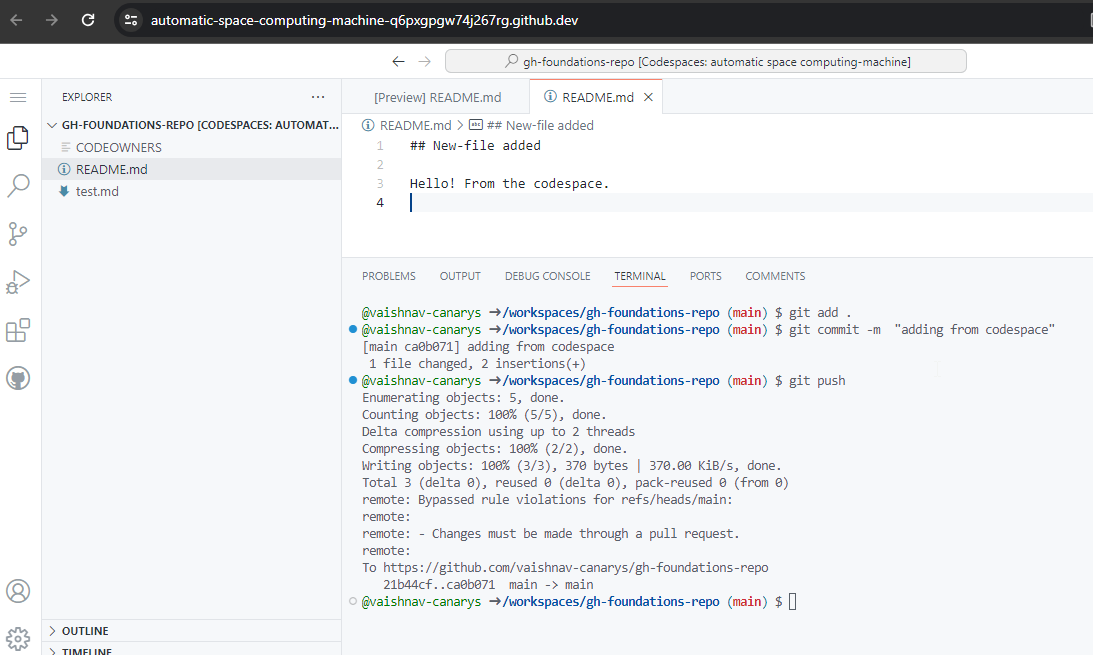 automatic-space-computing-machine-q6pxgpgw74j267rg.github.dev
gh-foundations-repo [Codespaces: automatic space computing-machine]
EXPLORER
GH-FOUNDATIONS-REPO [CODESPACES: AUTOMAT...
CODEOWNERS
README.md
test.md
OUTLINE
TIMELINE
[Preview] README.md
README.md
README.md > ## New-file added
1 ## New-file added
2
3 Hello! From the codespace.
4
PROBLEMS OUTPUT DEBUG CONSOLE TERMINAL PORTS COMMENTS
@vaishnav-canarys →/workspaces/gh-foundations-repo (main) $ git add .
@vaishnav-canarys →/workspaces/gh-foundations-repo (main) $ git commit -m  "adding from codespace"
[main ca0b071] adding from codespace
 1 file changed, 2 insertions(+)
@vaishnav-canarys →/workspaces/gh-foundations-repo (main) $ git push
Enumerating objects: 5, done.
Counting objects: 100% (5/5), done.
Delta compression using up to 2 threads
Compressing objects: 100% (2/2), done.
Writing objects: 100% (3/3), 370 bytes | 370.00 KiB/s, done.
Total 3 (delta 0), reused 0 (delta 0), pack-reused 0 (from 0)
remote: Bypassed rule violations for refs/heads/main:
remote:
remote: - Changes must be made through a pull request.
remote:
To https://github.com/vaishnav-canarys/gh-foundations-repo
   21b44cf..ca0b071  main -> main
@vaishnav-canarys →/workspaces/gh-foundations-repo (main) $